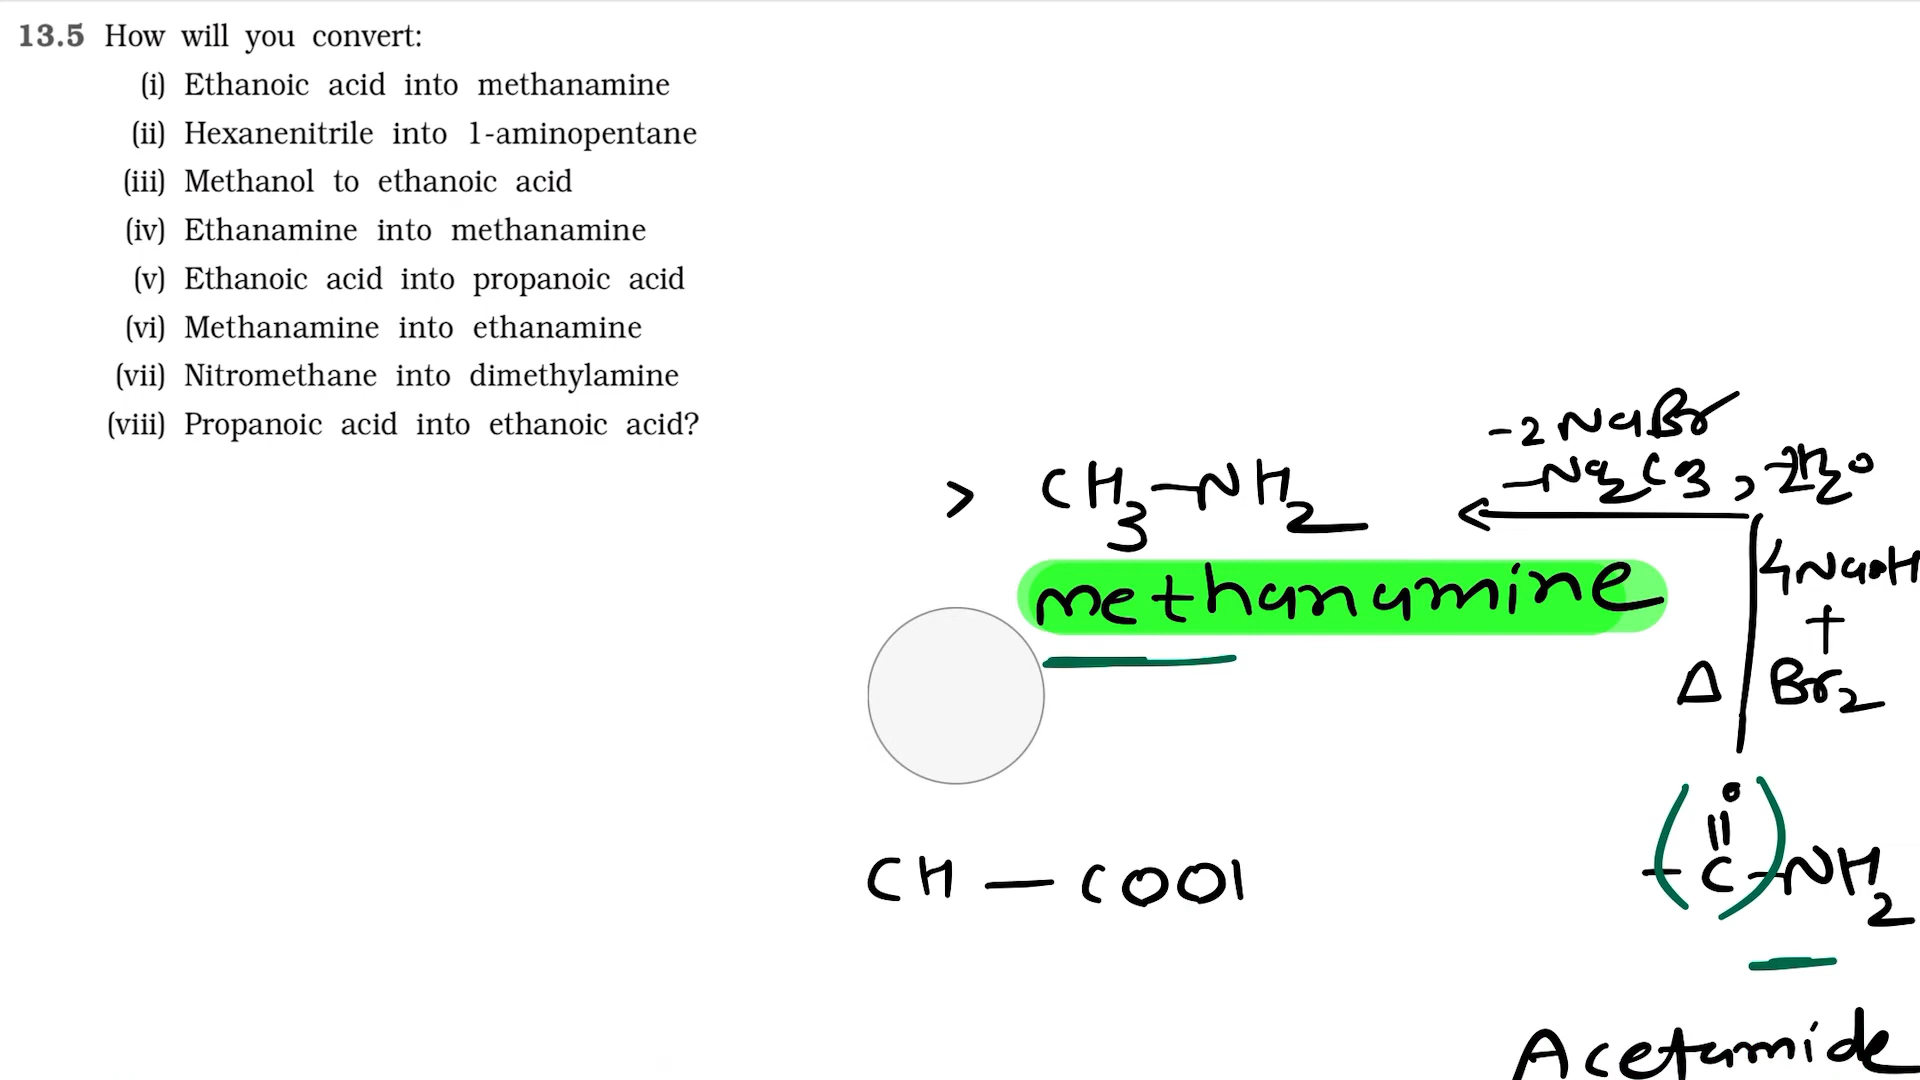 13.5 How will you convert:
(i) Ethanoic acid into methanamine
(ii) Hexanenitrile into 1-aminopentane
(iii) Methanol to ethanoic acid
(iv) Ethanamine into methanamine
(v) Ethanoic acid into propanoic acid
(vi) Methanamine into ethanamine
(vii) Nitromethane into dimethylamine
(viii) Propanoic acid into ethanoic acid?
-2NaBr
> CH3-NH2
methanamine
4NaOH
+
Δ Br2
O
||
-(C)-NH2
CH-COOl
Acetamide